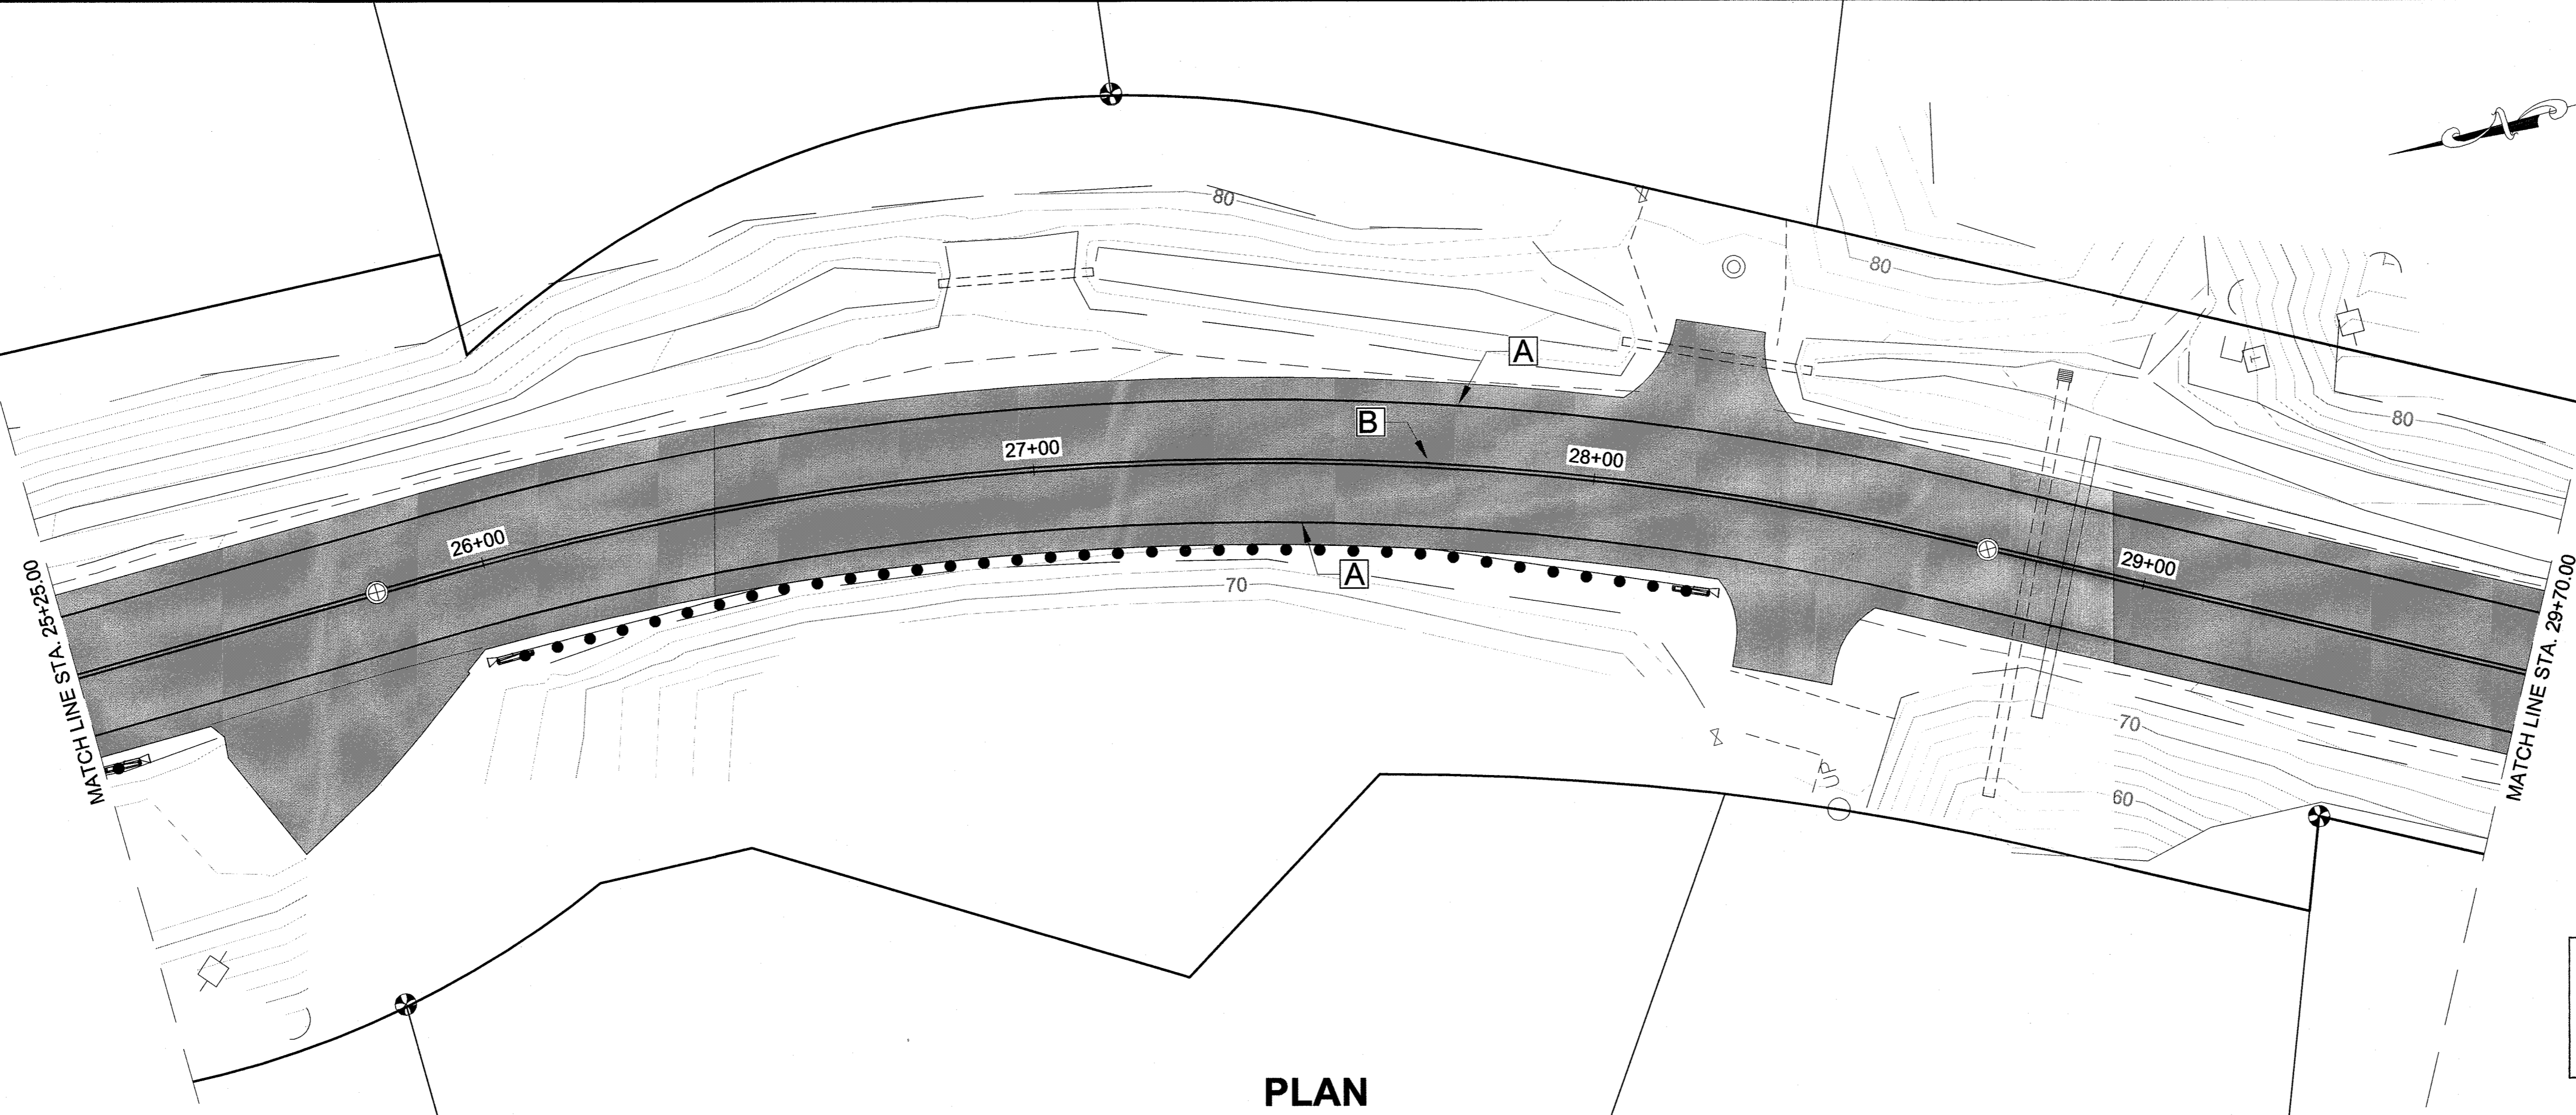 N
80
80
80
A
B
27+00
28+00
26+00
29+00
A
70
MATCH LINE STA. 25+25.00
MATCH LINE STA. 29+70.00
T
UP
70
60
PLAN